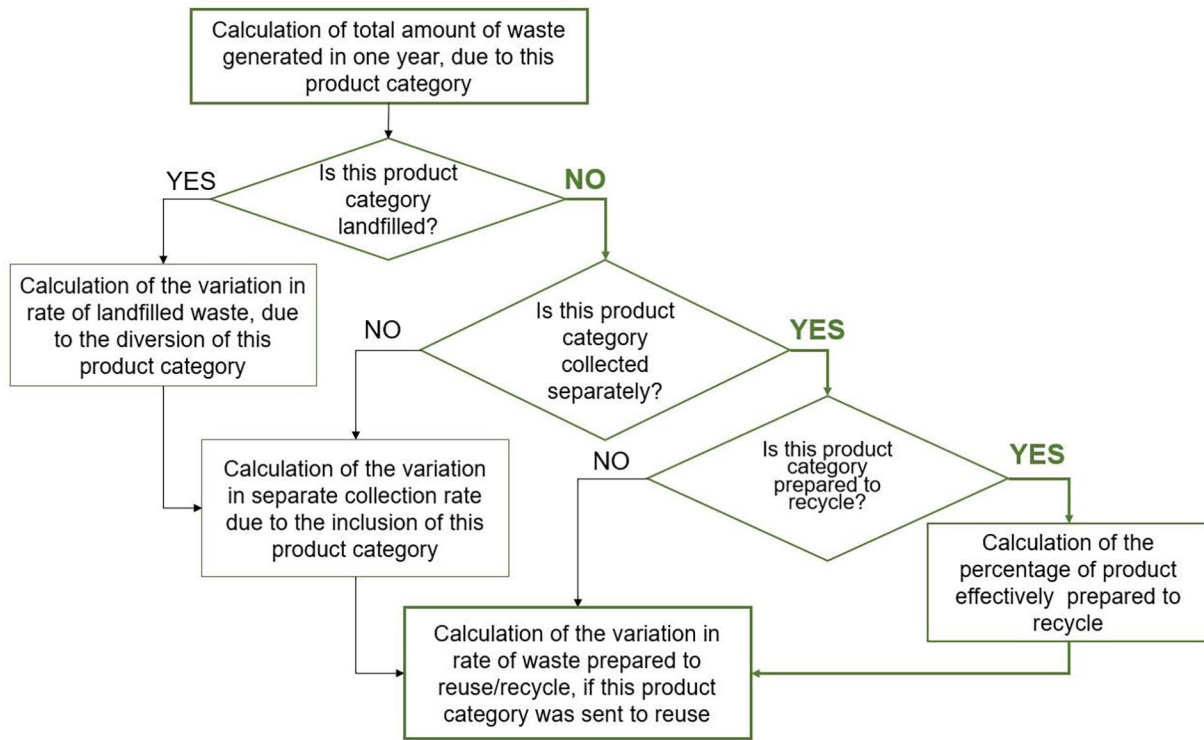 Calculation of total amount of waste
generated in one year, due to this
product category
Is this product
category
landfilled?
YES
NO
Calculation of the variation in
rate of landfilled waste, due
to the diversion of this
product category
Is this product
category
collected
separately?
NO
YES
Calculation of the variation
in separate collection rate
due to the inclusion of this
product category
Is this product
category
prepared to
recycle?
NO
YES
Calculation of the
percentage of product
effectively prepared to
recycle
Calculation of the variation in
rate of waste prepared to
reuse/recycle, if this product
category was sent to reuse